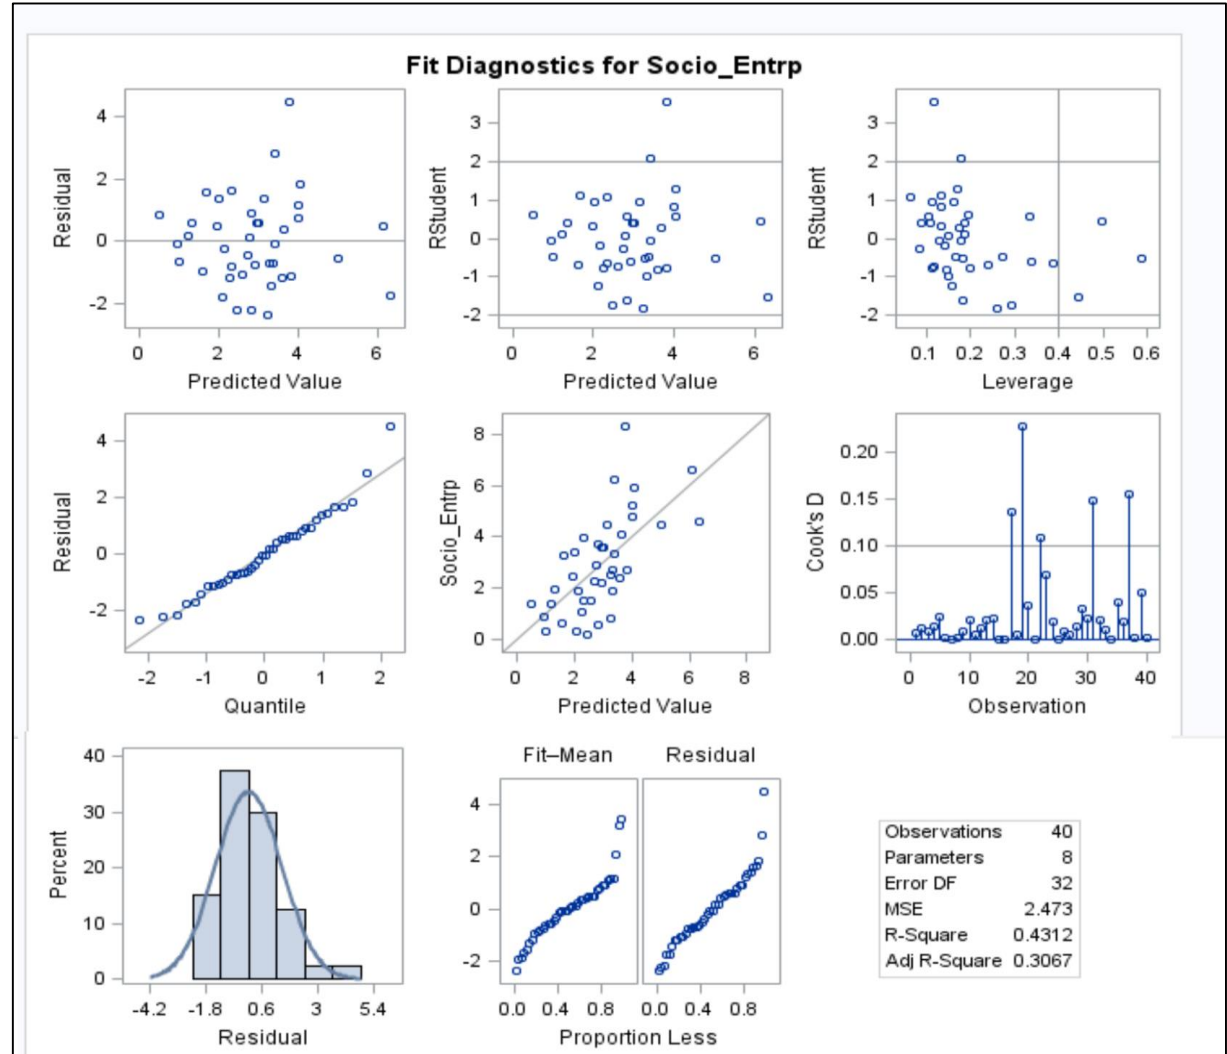 Fit Diagnostics for Socio_Entrp
Residual
4
2
0
-2
0 2 4 6
Predicted Value
RStudent
3
2
1
0
-1
-2
0 2 4 6
Predicted Value
RStudent
3
2
1
0
-1
-2
0.1 0.2 0.3 0.4 0.5 0.6
Leverage
Residual
4
2
0
-2
-2 -1 0 1 2
Quantile
Socio_Entrp
8
6
4
2
0
0 2 4 6 8
Predicted Value
Cook's D
0.20
0.15
0.10
0.05
0.00
0 10 20 30 40
Observation
Percent
40
30
20
10
0
-4.2 -1.8 0.6 3 5.4
Residual
Fit–Mean Residual
4
2
0
-2
0.0 0.4 0.8 0.0 0.4 0.8
Proportion Less
Observations 40
Parameters 8
Error DF 32
MSE 2.473
R-Square 0.4312
Adj R-Square 0.3067